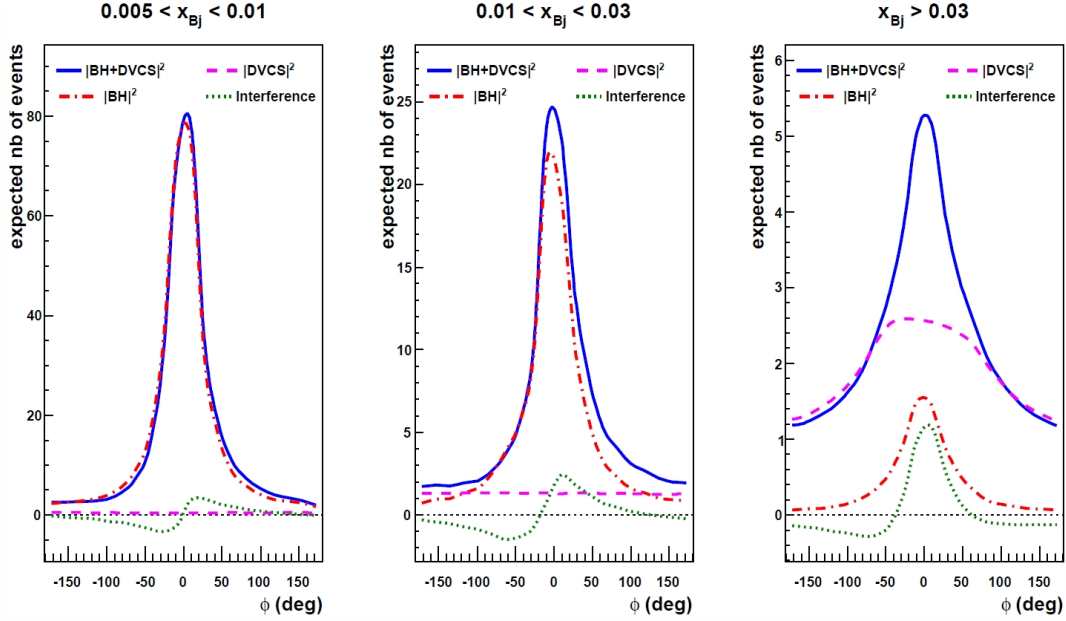 0.005 < x_Bj < 0.01
expected nb of events
|BH+DVCS|²
|DVCS|²
|BH|²
Interference
80
60
40
20
0
-150 -100 -50 0 50 100 150
ϕ (deg)
0.01 < x_Bj < 0.03
expected nb of events
|BH+DVCS|²
|DVCS|²
|BH|²
Interference
25
20
15
10
5
0
-150 -100 -50 0 50 100 150
ϕ (deg)
x_Bj > 0.03
expected nb of events
|BH+DVCS|²
|DVCS|²
|BH|²
Interference
6
5
4
3
2
1
0
-150 -100 -50 0 50 100 150
ϕ (deg)